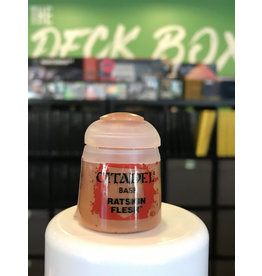 THE
DECK BOX
CITADEL
BASE
RATSKIN
FLESH